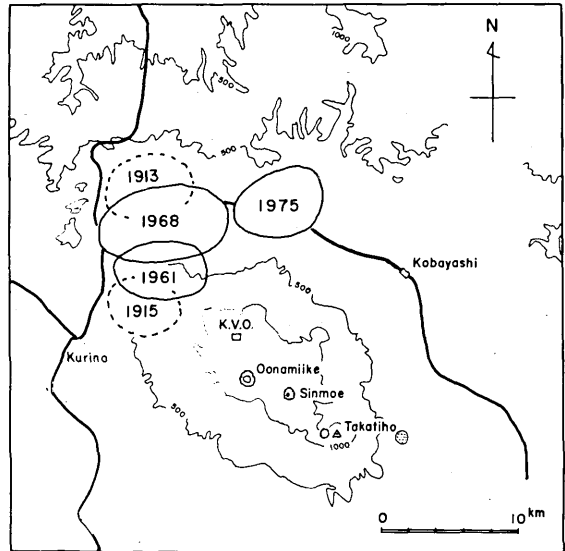 1000
500
N
500
1913
1968
1975
1961
1915
Kobayashi
500
K.V.O.
Kurino
Oonamiike
Sinmoe
500
Takatiho
1000
0 10 km